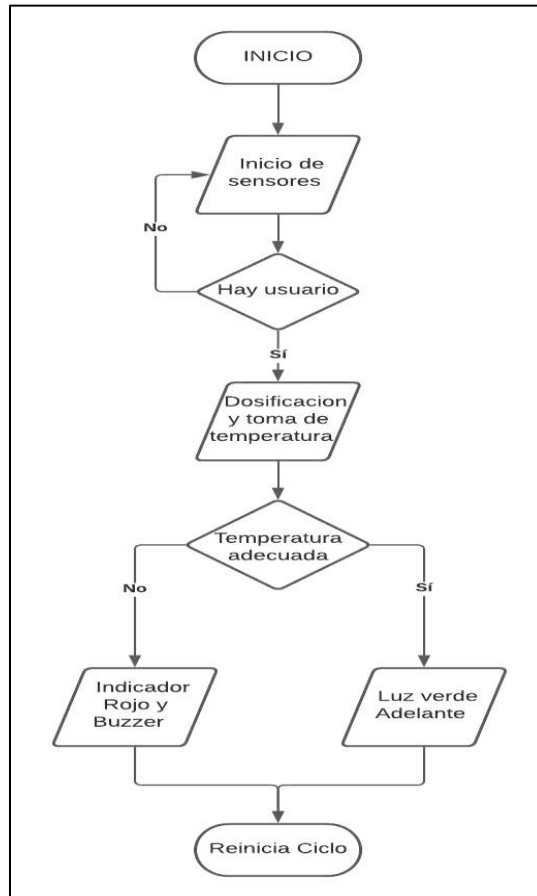 INICIO
Inicio de
sensores
No
Hay usuario
Sí
Dosificacion
y toma de
temperatura
Temperatura
adecuada
No
Sí
Indicador
Rojo y
Buzzer
Luz verde
Adelante
Reinicia Ciclo